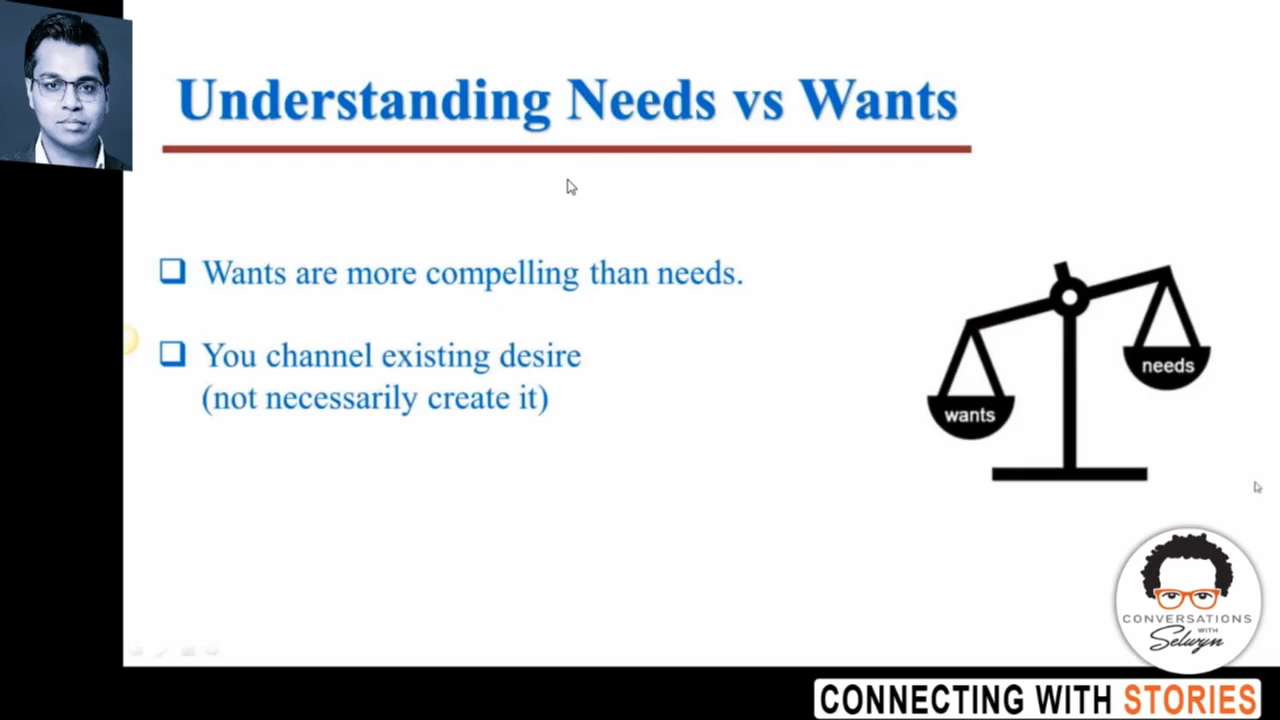 Understanding Needs vs Wants
Wants are more compelling than needs.
You channel existing desire
(not necessarily create it)
needs
wants
CONVERSATIONS
WITH
Selwyn
CONNECTING WITH STORIES